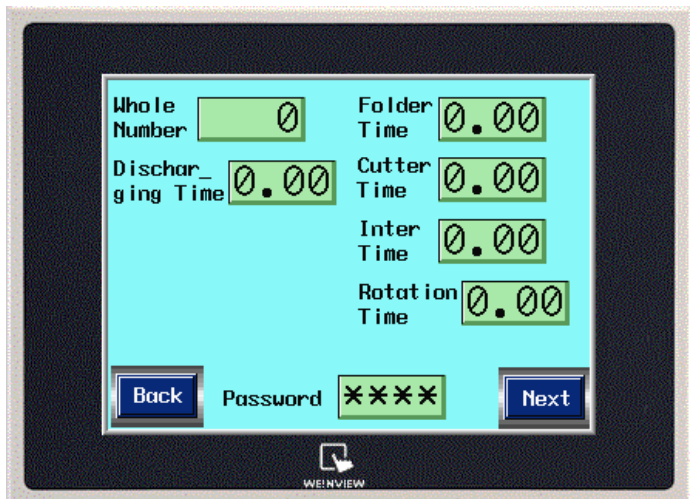 Whole
Number 0
Folder
Time 0.00
Dischar_
ging Time 0.00
Cutter
Time 0.00
Inter
Time 0.00
Rotation
Time 0.00
Back Password **** Next
WEINVIEW